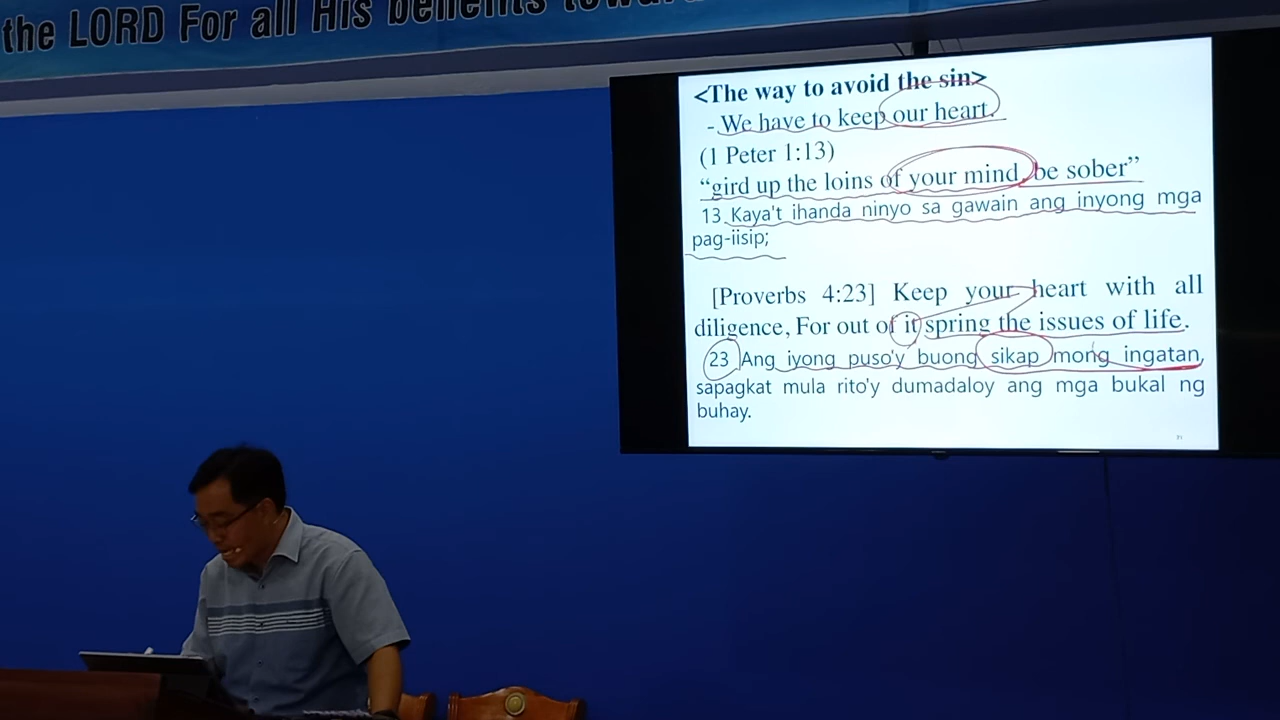 the LORD For all His benefits
<The way to avoid the sin>
- We have to keep our heart.
(1 Peter 1:13)
“gird up the loins of your mind, be sober”
13 Kaya't ihanda ninyo sa gawain ang inyong mga
pag-iisip;
[Proverbs 4:23] Keep your heart with all
diligence, For out of it spring the issues of life.
23 Ang iyong puso'y buong sikap mong ingatan,
sapagkat mula rito'y dumadaloy ang mga bukal ng
buhay.